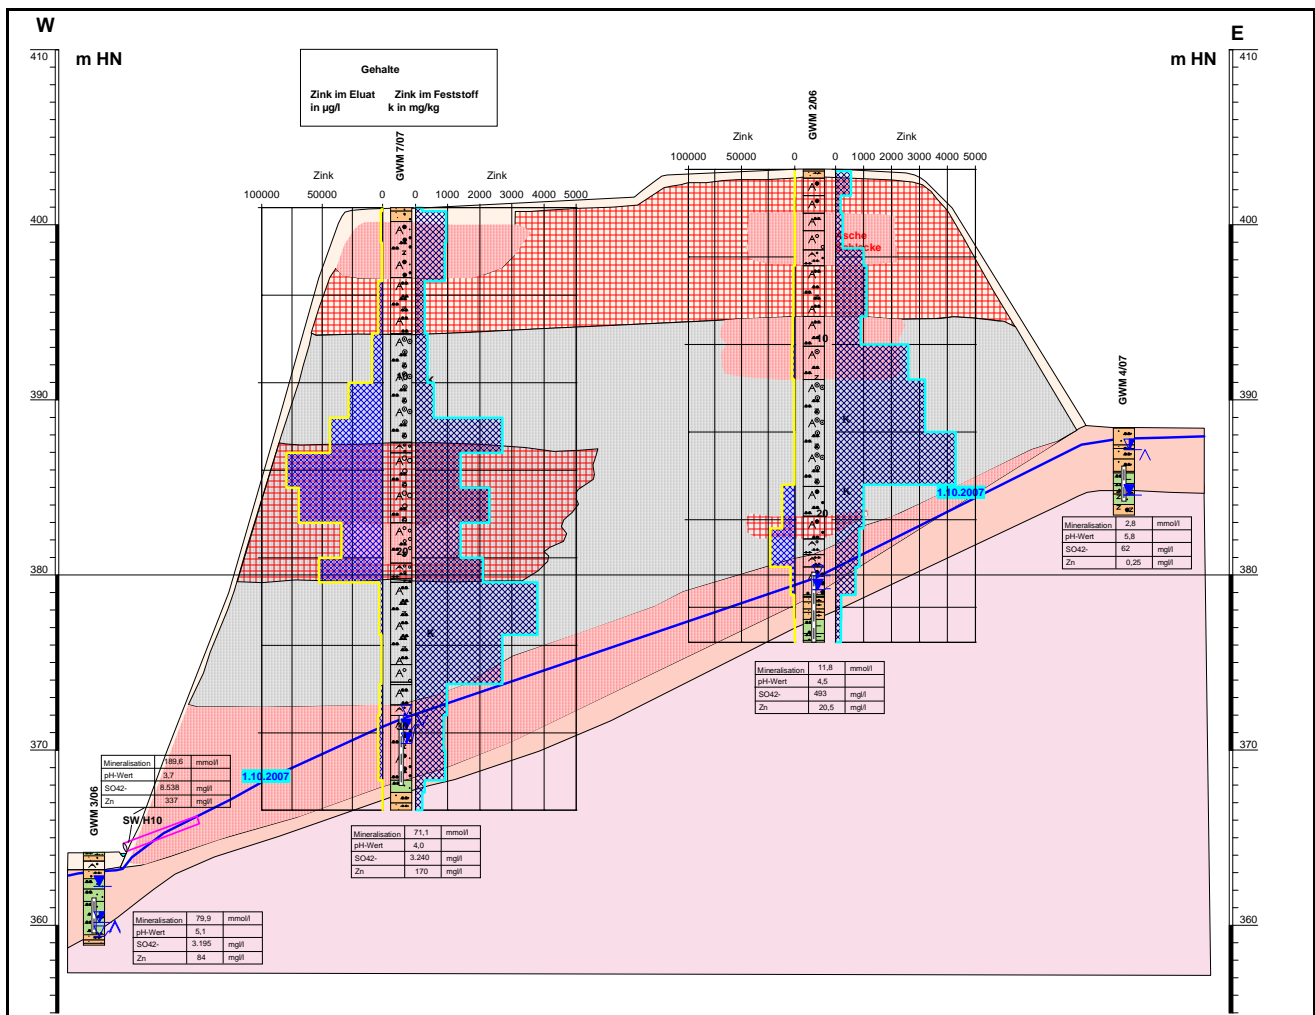 W
E
m HN
m HN
410
400
390
380
370
360
410
400
390
380
370
360
Gehalte
Zink im Eluat Zink im Feststoff
in µg/l k in mg/kg
GWM 7/07
Zink
Zink
100000 50000 0 0 1000 2000 3000 4000 5000
GWM 2/06
Zink
Zink
100000 50000 0 0 1000 2000 3000 4000 5000
10
20
K
K
K
GWM 4/07
1.10.2007
1.10.2007
Mineralisation 2,8 mmol/l
pH-Wert 5,8
SO42- 62 mg/l
Zn 0,25 mg/l
Mineralisation 11,8 mmol/l
pH-Wert 4,5
SO42- 493 mg/l
Zn 20,5 mg/l
Mineralisation 189,6 mmol/l
pH-Wert 3,7
SO42- 8.538 mg/l
Zn 337 mg/l
GWM 3/06
SW H10
Mineralisation 71,1 mmol/l
pH-Wert 4,0
SO42- 3.240 mg/l
Zn 170 mg/l
Mineralisation 79,9 mmol/l
pH-Wert 5,1
SO42- 3.195 mg/l
Zn 84 mg/l